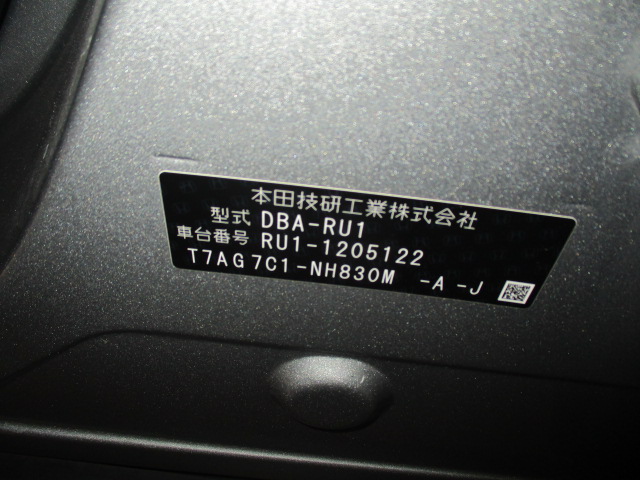 本田技研工業株式会社
型式 DBA-RU1
車台番号 RU1-1205122
T7AG7C1-NH830M -A -J